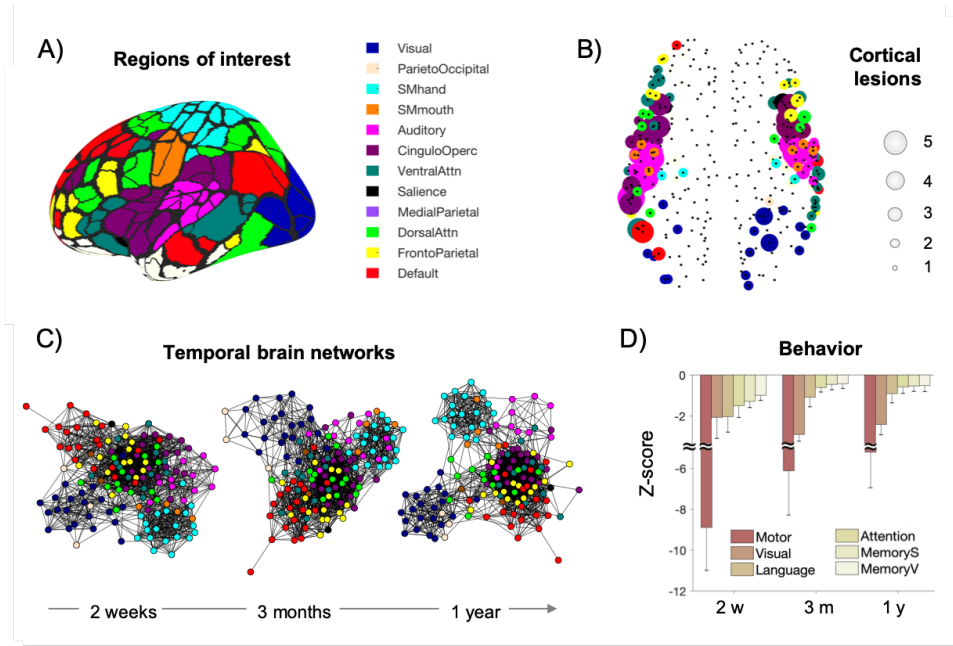 A)
Regions of interest
Visual
ParietoOccipital
SMhand
SMmouth
Auditory
CinguloOperc
VentralAttn
Salience
MedialParietal
DorsalAttn
FrontoParietal
Default
B)
Cortical
lesions
5
4
3
2
1
C)
Temporal brain networks
2 weeks
3 months
1 year
D)
Behavior
Z-score
0
-2
-6
-8
-10
-12
Motor
Visual
Language
Attention
MemoryS
MemoryV
2 w
3 m
1 y